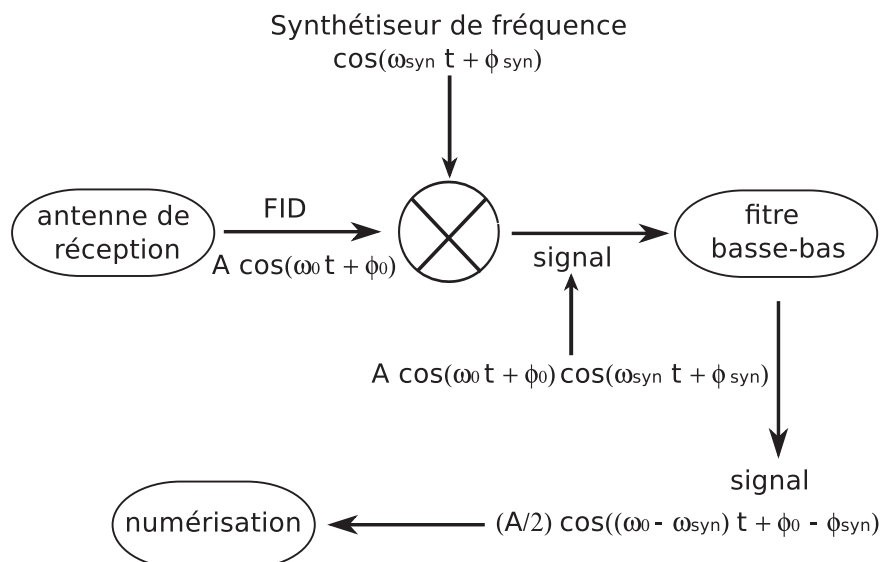 Synthétiseur de fréquence
cos(ωsyn t + ϕsyn)
antenne de
réception
FID
A cos(ω0 t + ϕ0)
signal
fitre
basse-bas
A cos(ω0 t + ϕ0) cos(ωsyn t + ϕsyn)
signal
numérisation
(A/2) cos((ω0 - ωsyn) t + ϕ0 - ϕsyn)